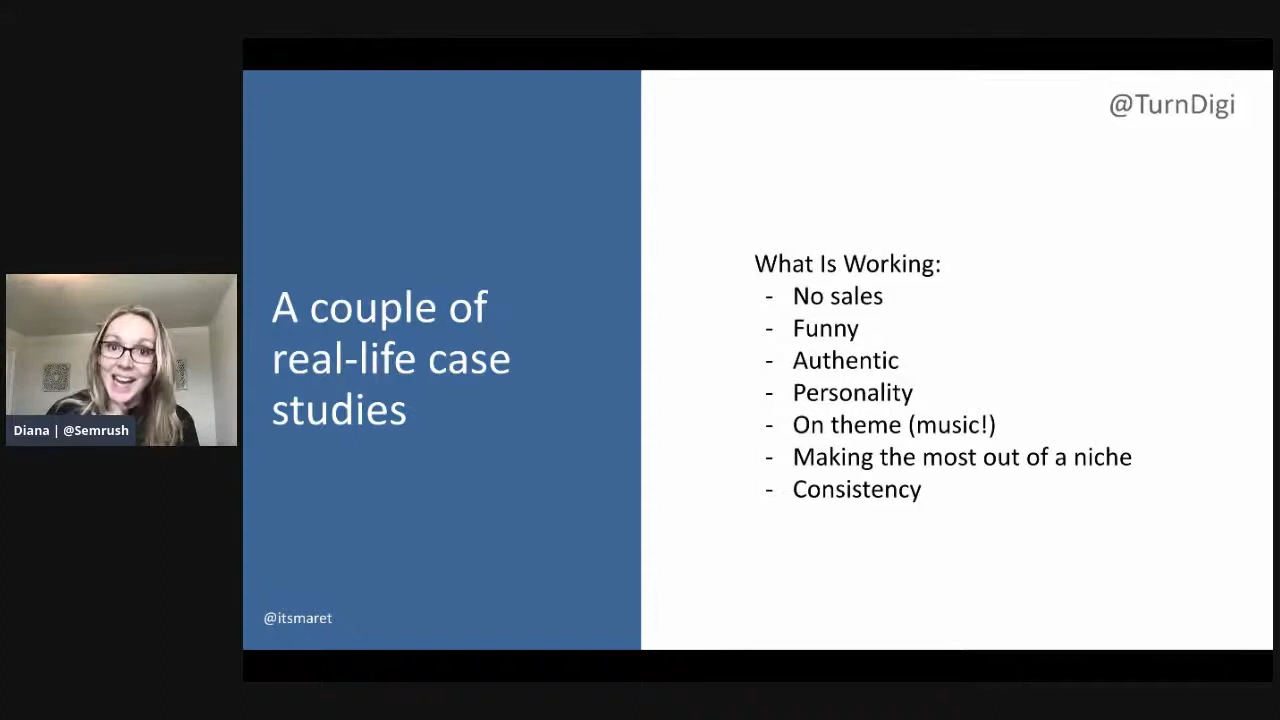 @TurnDigi
A couple of
real-life case
studies
@itsmaret
What Is Working:
- No sales
- Funny
- Authentic
- Personality
- On theme (music!)
- Making the most out of a niche
- Consistency
Diana | @Semrush